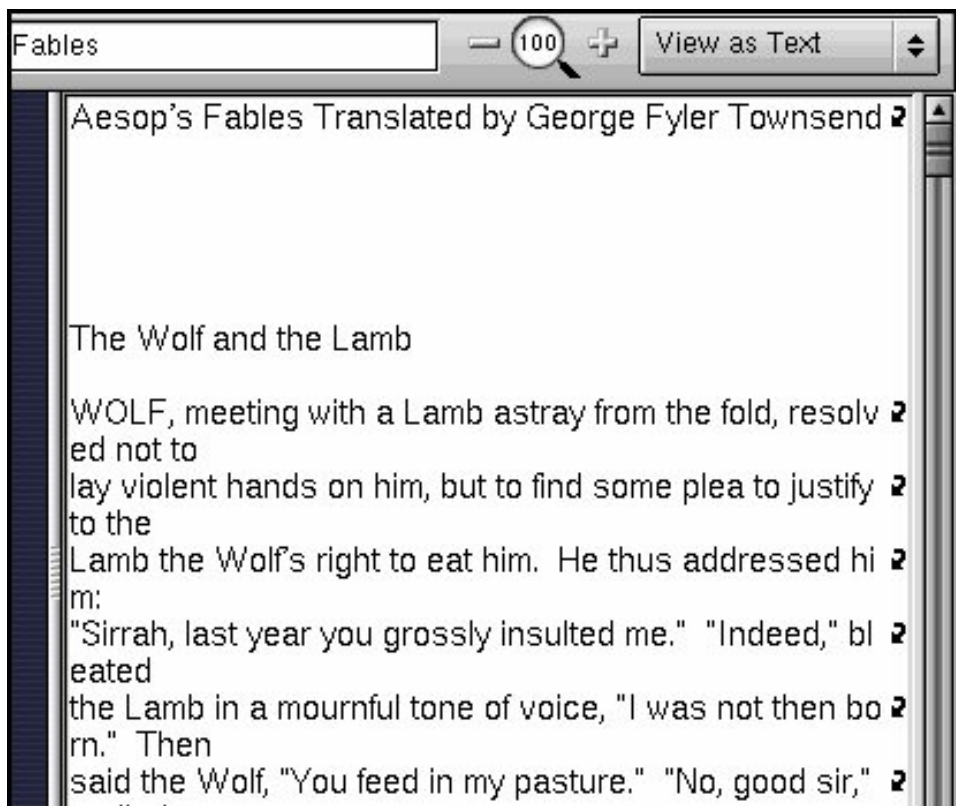 Fables
100
View as Text
Aesop's Fables Translated by George Fyler Townsend
The Wolf and the Lamb
WOLF, meeting with a Lamb astray from the fold, resolv
ed not to
lay violent hands on him, but to find some plea to justify
to the
Lamb the Wolf's right to eat him.  He thus addressed hi
m:
"Sirrah, last year you grossly insulted me."  "Indeed," bl
eated
the Lamb in a mournful tone of voice, "I was not then bo
rn."  Then
said the Wolf, "You feed in my pasture."  "No, good sir,"